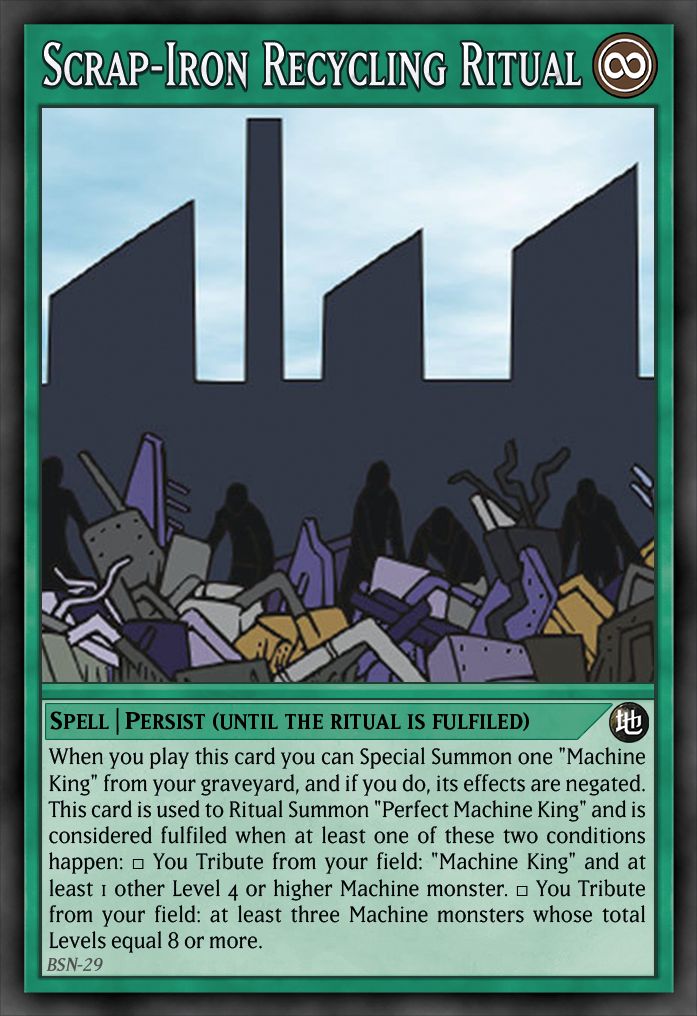 Scrap-Iron Recycling Ritual
Spell | Persist (until the ritual is fulfiled)
When you play this card you can Special Summon one "Machine
King" from your graveyard, and if you do, its effects are negated.
This card is used to Ritual Summon "Perfect Machine King" and is
considered fulfiled when at least one of these two conditions
happen: □ You Tribute from your field: "Machine King" and at
least 1 other Level 4 or higher Machine monster. □ You Tribute
from your field: at least three Machine monsters whose total
Levels equal 8 or more.
BSN-29